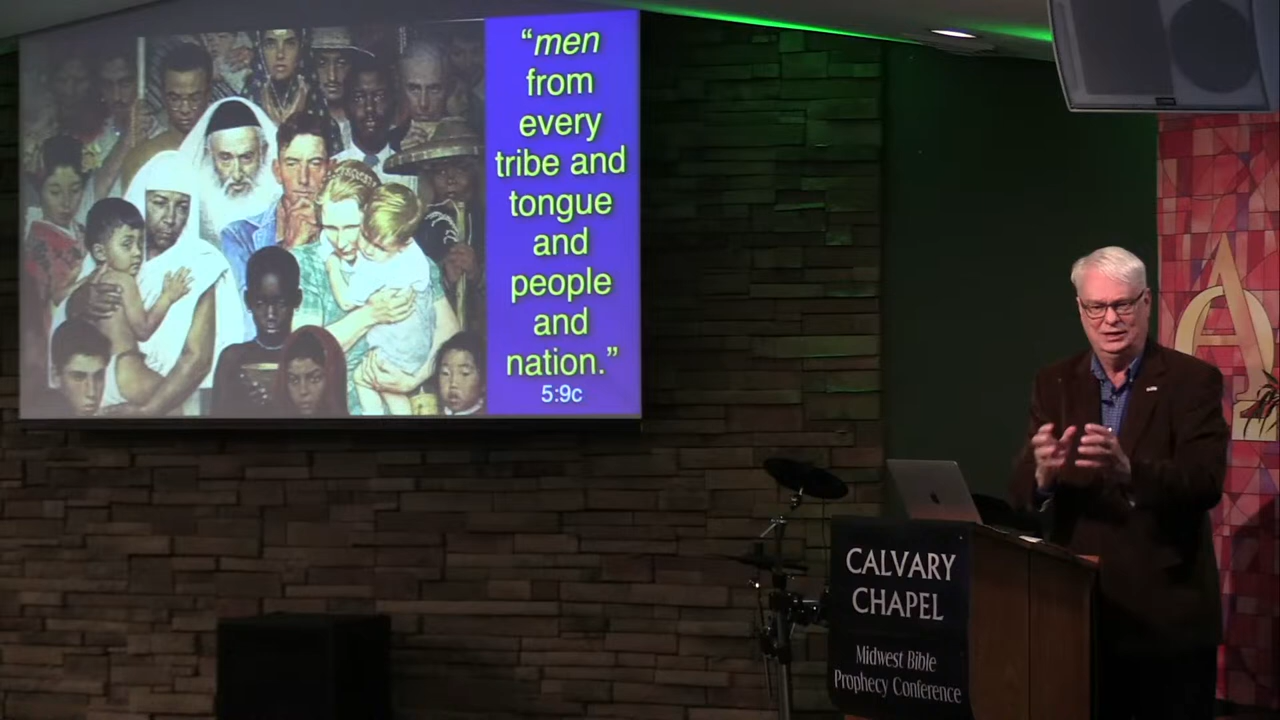 “men
from
every
tribe and
tongue
and
people
and
nation.”
5:9c
CALVARY
CHAPEL
Midwest Bible
Prophecy Conference